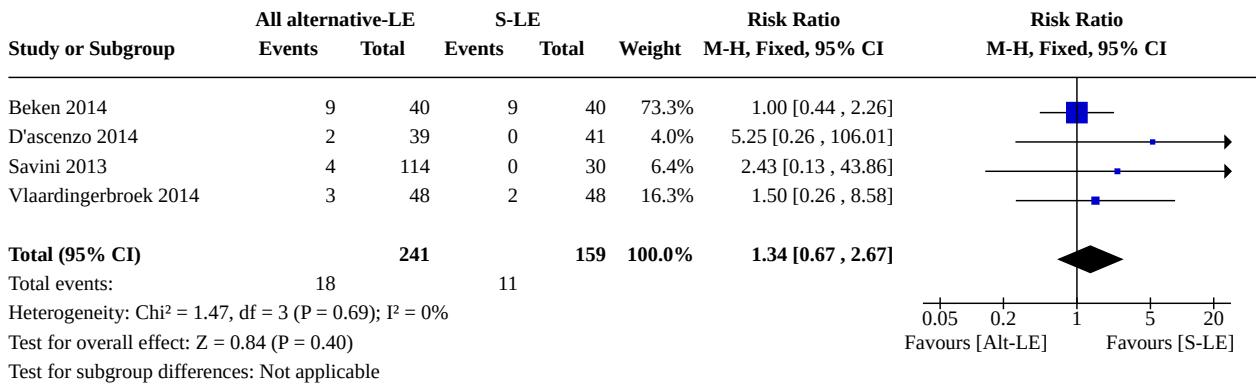 All alternative-LE S-LE Risk Ratio Risk Ratio
Study or Subgroup Events Total Events Total Weight M-H, Fixed, 95% CI M-H, Fixed, 95% CI
Beken 2014 9 40 9 40 73.3% 1.00 [0.44 , 2.26]
D'ascenzo 2014 2 39 0 41 4.0% 5.25 [0.26 , 106.01]
Savini 2013 4 114 0 30 6.4% 2.43 [0.13 , 43.86]
Vlaardingerbroek 2014 3 48 2 48 16.3% 1.50 [0.26 , 8.58]
Total (95% CI) 241 159 100.0% 1.34 [0.67 , 2.67]
Total events: 18 11
Heterogeneity: Chi² = 1.47, df = 3 (P = 0.69); I² = 0%
0.05 0.2 1 5 20
Test for overall effect: Z = 0.84 (P = 0.40) Favours [Alt-LE] Favours [S-LE]
Test for subgroup differences: Not applicable